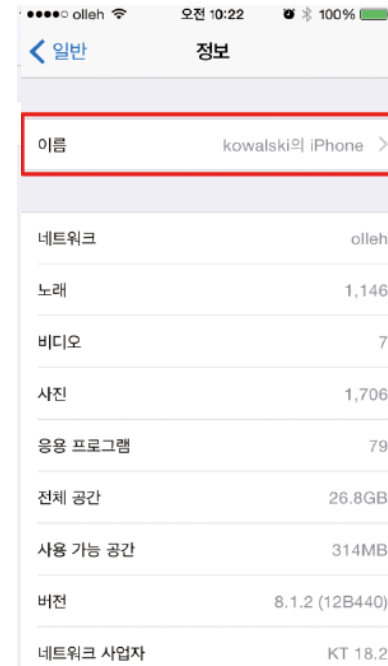 olleh 오전 10:22 100%
일반 정보
이름 kowalski의 iPhone
네트워크 olleh
노래 1,146
비디오 7
사진 1,706
응용 프로그램 79
전체 공간 26.8GB
사용 가능 공간 314MB
버전 8.1.2 (12B440)
네트워크 사업자 KT 18.2